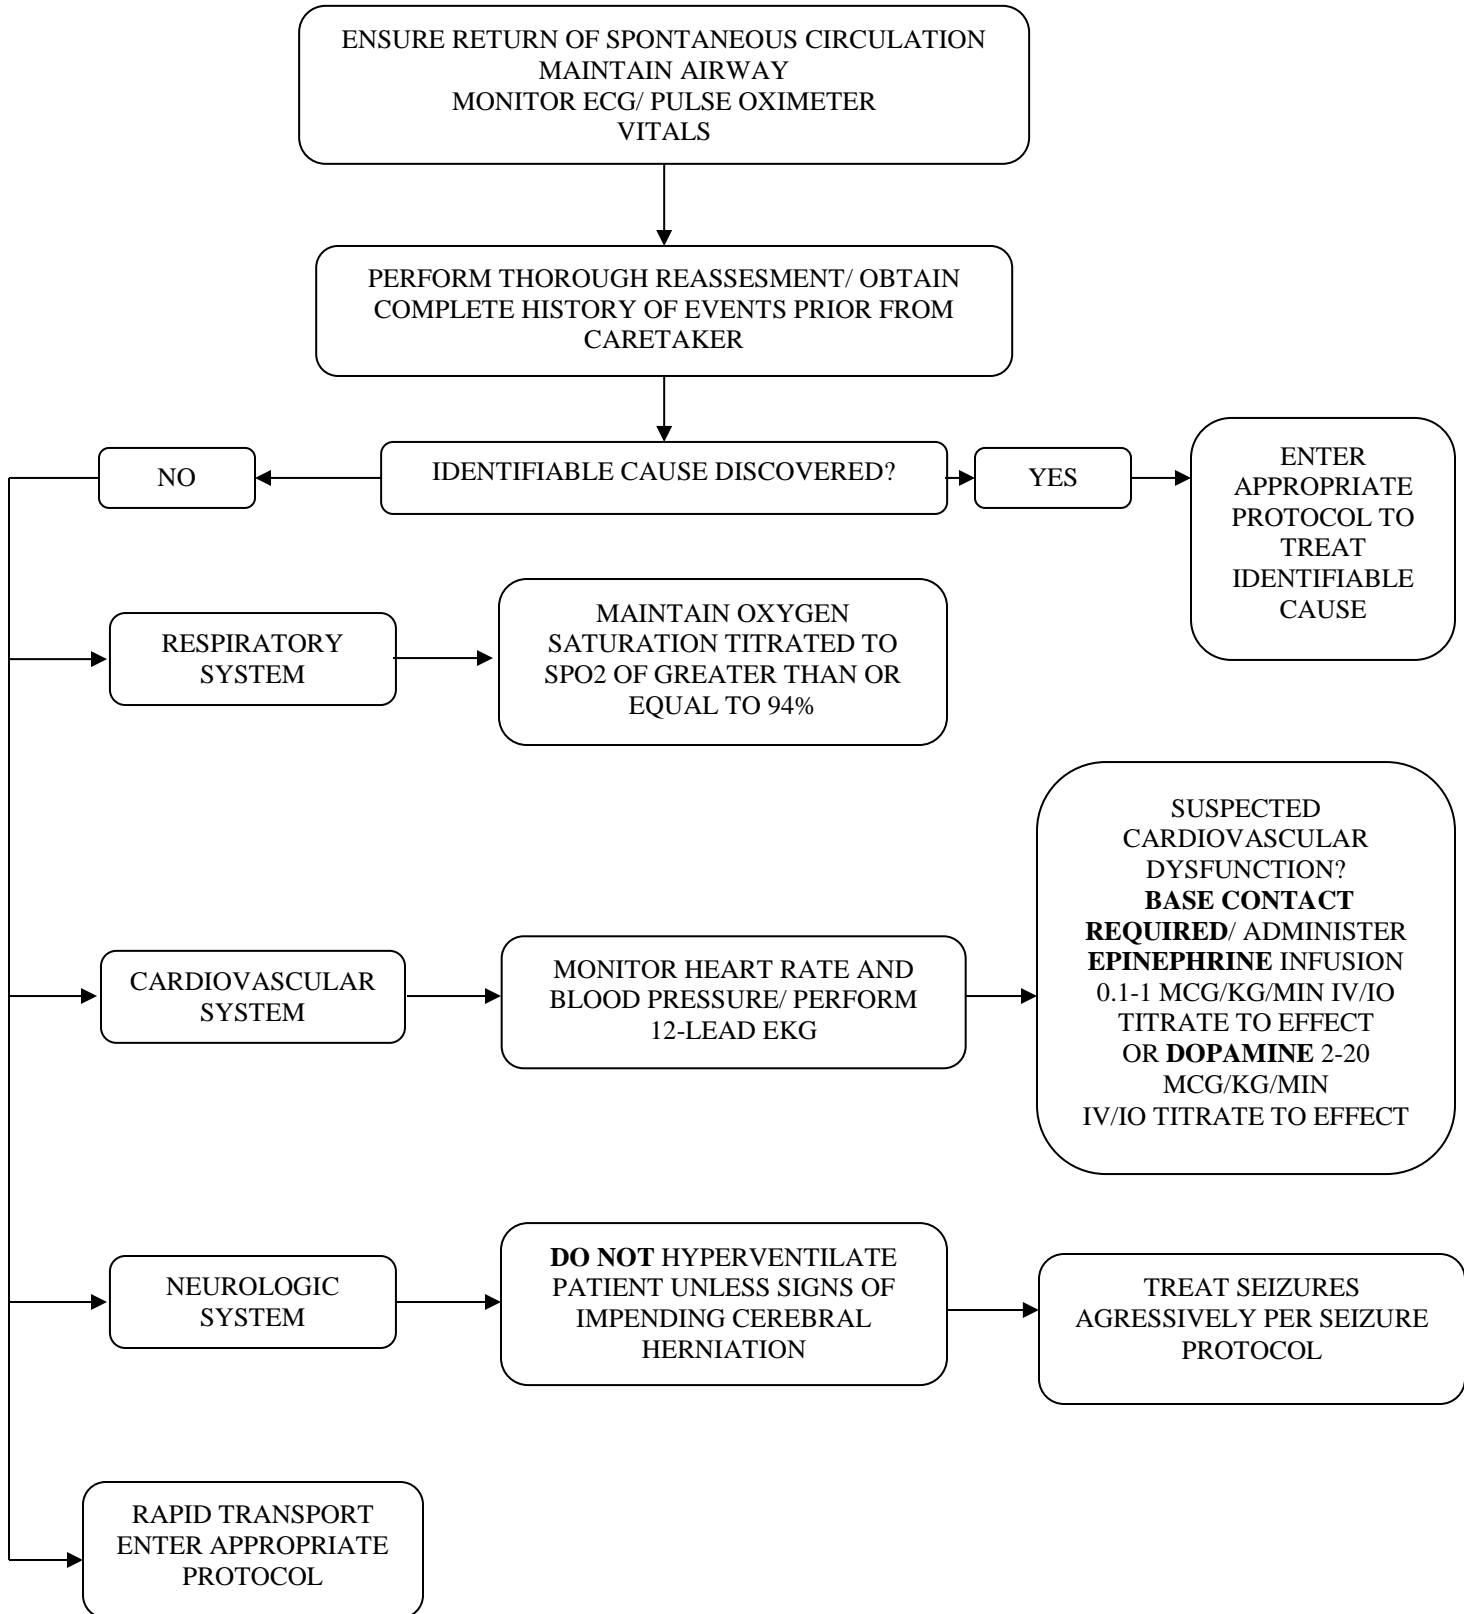 ENSURE RETURN OF SPONTANEOUS CIRCULATION
MAINTAIN AIRWAY
MONITOR ECG/ PULSE OXIMETER
VITALS
PERFORM THOROUGH REASSESMENT/ OBTAIN
COMPLETE HISTORY OF EVENTS PRIOR FROM
CARETAKER
NO
IDENTIFIABLE CAUSE DISCOVERED?
YES
ENTER
APPROPRIATE
PROTOCOL TO
TREAT
IDENTIFIABLE
CAUSE
RESPIRATORY
SYSTEM
MAINTAIN OXYGEN
SATURATION TITRATED TO
SPO2 OF GREATER THAN OR
EQUAL TO 94%
CARDIOVASCULAR
SYSTEM
MONITOR HEART RATE AND
BLOOD PRESSURE/ PERFORM
12-LEAD EKG
SUSPECTED
CARDIOVASCULAR
DYSFUNCTION?
BASE CONTACT
REQUIRED/ ADMINISTER
EPINEPHRINE INFUSION
0.1-1 MCG/KG/MIN IV/IO
TITRATE TO EFFECT
OR DOPAMINE 2-20
MCG/KG/MIN
IV/IO TITRATE TO EFFECT
NEUROLOGIC
SYSTEM
DO NOT HYPERVENTILATE
PATIENT UNLESS SIGNS OF
IMPENDING CEREBRAL
HERNIATION
TREAT SEIZURES
AGRESSIVELY PER SEIZURE
PROTOCOL
RAPID TRANSPORT
ENTER APPROPRIATE
PROTOCOL